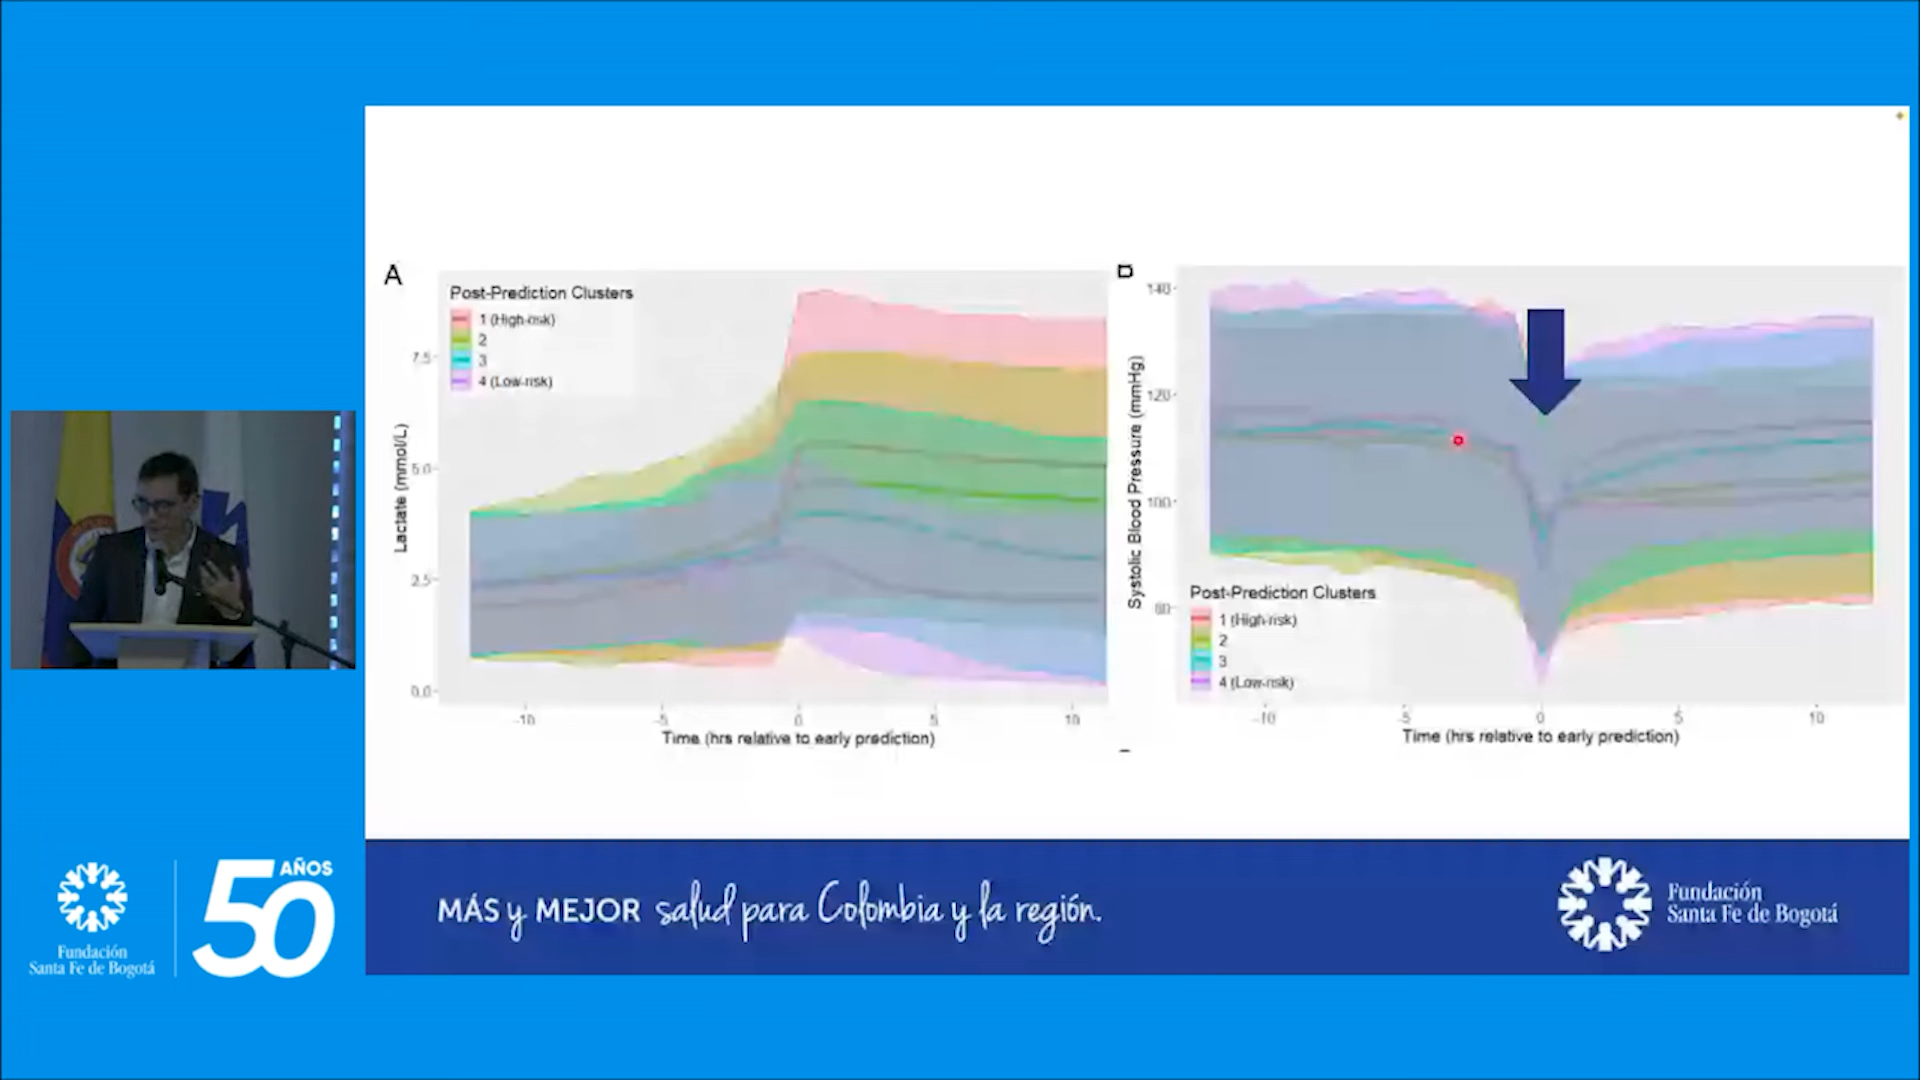 A
Post-Prediction Clusters
1 (High-risk)
2
3
4 (Low-risk)
7.5
5.0
2.5
0.0
Lactate (mmol/L)
-10
-5
0
5
10
Time (hrs relative to early prediction)
140
120
100
80
Systolic Blood Pressure (mmHg)
Post-Prediction Clusters
1 (High-risk)
2
3
4 (Low-risk)
-10
-5
0
5
10
Time (hrs relative to early prediction)
50 AÑOS
Fundación
Santa Fe de Bogotá
MÁS y MEJOR salud para Colombia y la región.
Fundación
Santa Fe de Bogotá